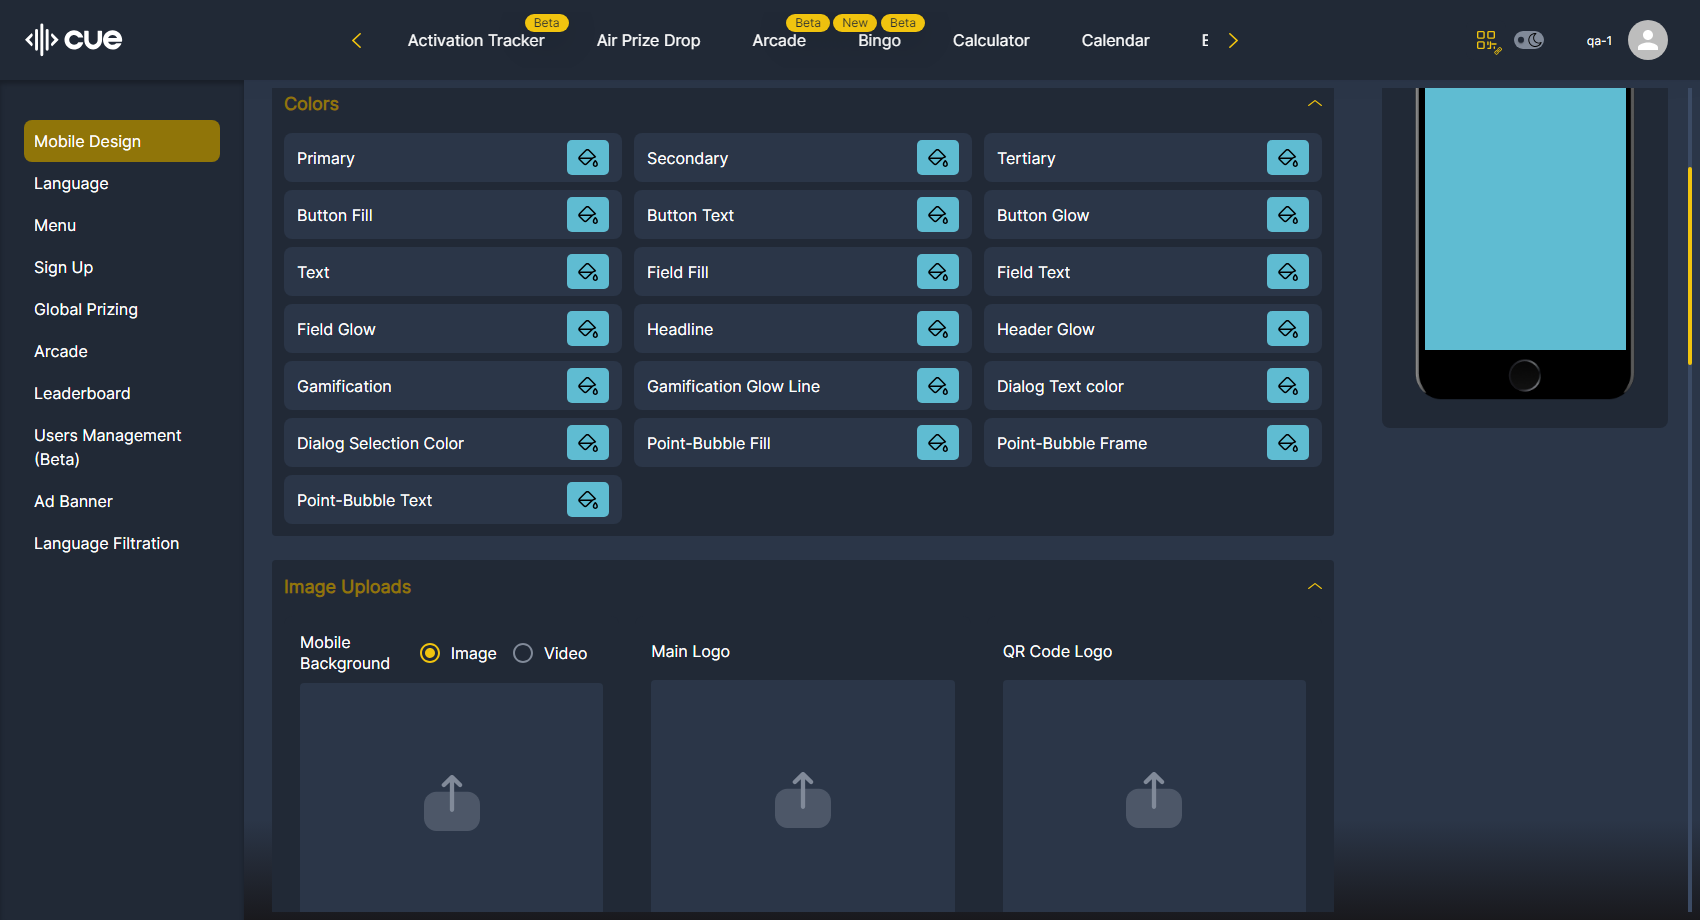 cue
Activation Tracker
Beta
Air Prize Drop
Arcade
Beta
New
Bingo
Beta
Calculator
Calendar
qa-1
Mobile Design
Language
Menu
Sign Up
Global Prizing
Arcade
Leaderboard
Users Management
(Beta)
Ad Banner
Language Filtration
Colors
Primary
Secondary
Tertiary
Button Fill
Button Text
Button Glow
Text
Field Fill
Field Text
Field Glow
Headline
Header Glow
Gamification
Gamification Glow Line
Dialog Text color
Dialog Selection Color
Point-Bubble Fill
Point-Bubble Frame
Point-Bubble Text
Image Uploads
Mobile
Background
Image
Video
Main Logo
QR Code Logo